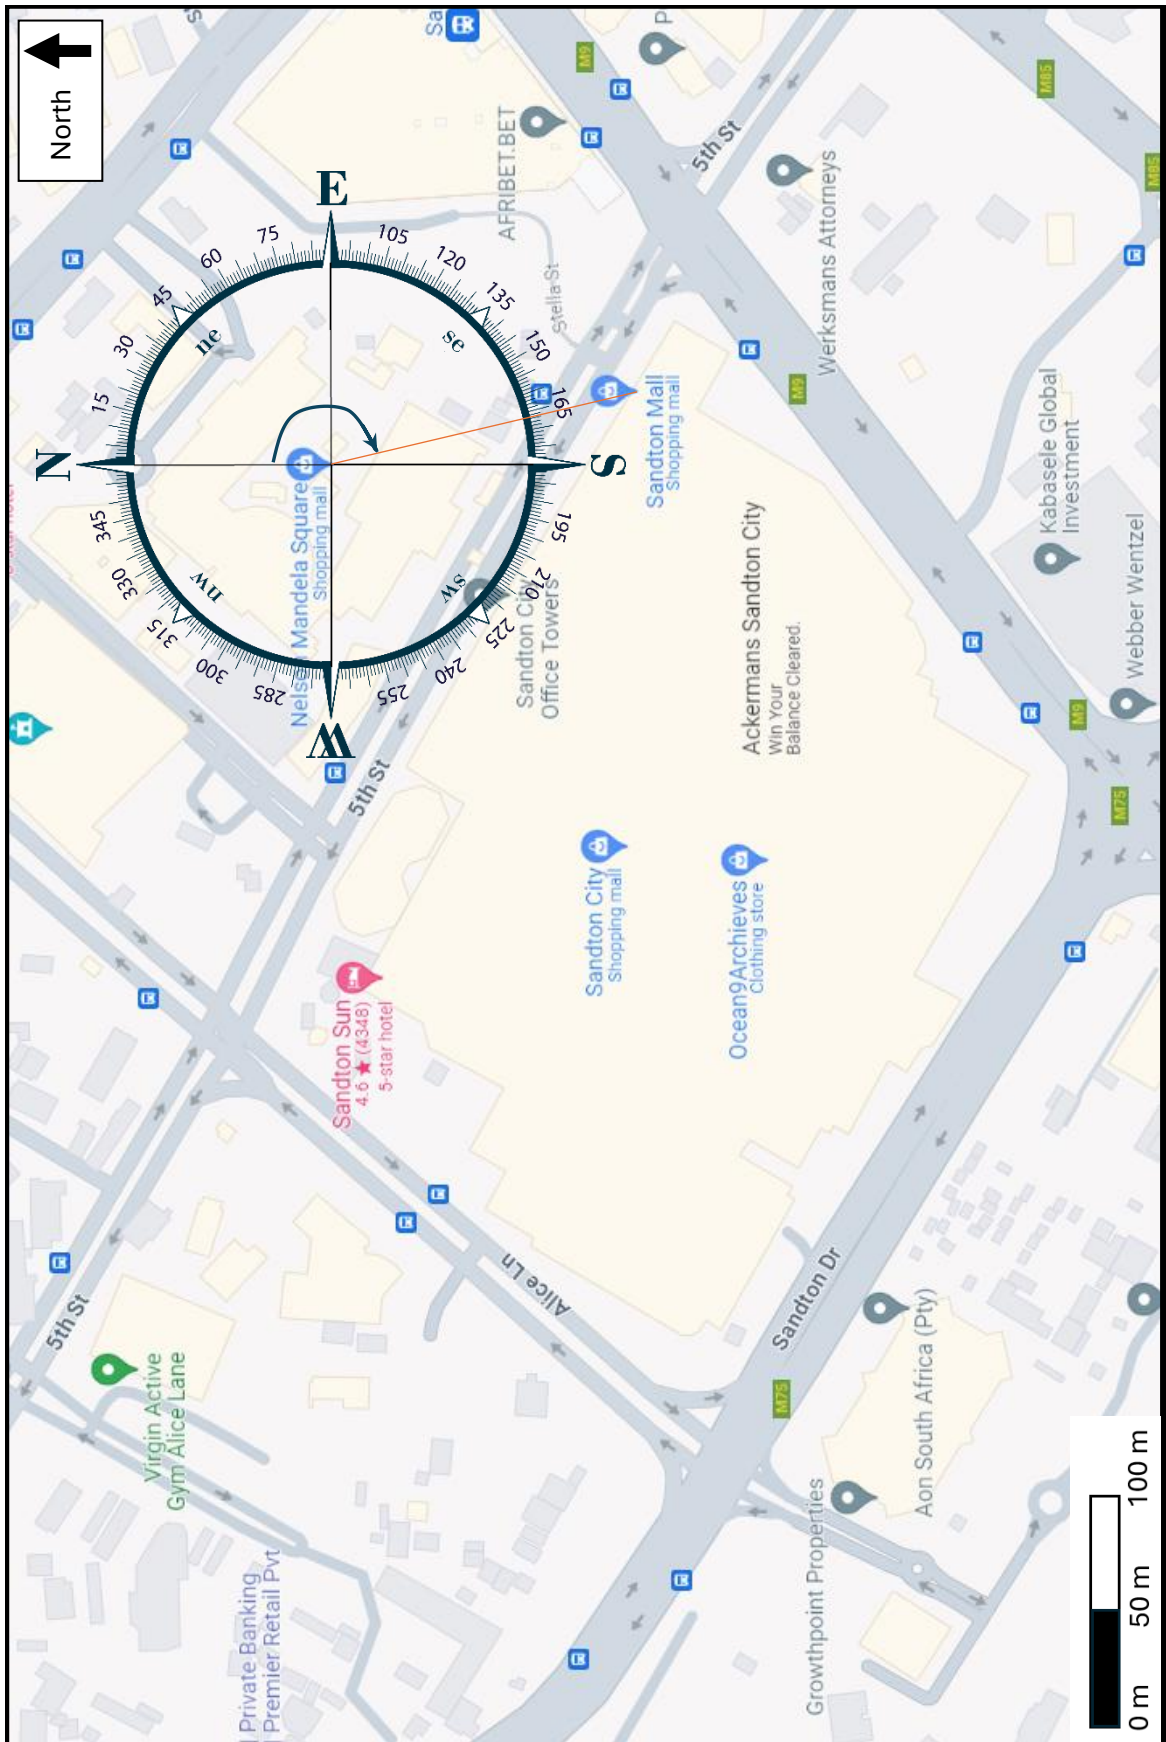 North
Virgin Active
Gym Alice Lane
5th St
Private Banking
Premier Retail Pvt
N
15
30
45
60
75
E
105
120
135
150
165
S
195
210
225
240
255
W
285
300
315
330
345
ne
se
sw
nw
Nelson Mandela Square
Shopping mall
5th St
Sandton Sun
4.6 ★ (4348)
5-star hotel
Sa
AFRIBET.BET
Stella St
Sandton City
Office Towers
Alice Ln
M9
P
Sandton City
Shopping mall
Sandton Mall
Shopping mall
5th St
Ocean9Archieves
Clothing store
Ackermans Sandton City
Win Your
Balance Cleared.
M75
Sandton Dr
M9
Werksmans Attorneys
Growthpoint Properties
Aon South Africa (Pty)
M85
Kabasele Global
Investment
M9
M75
Webber Wentzel
M85
0 m
50 m
100 m